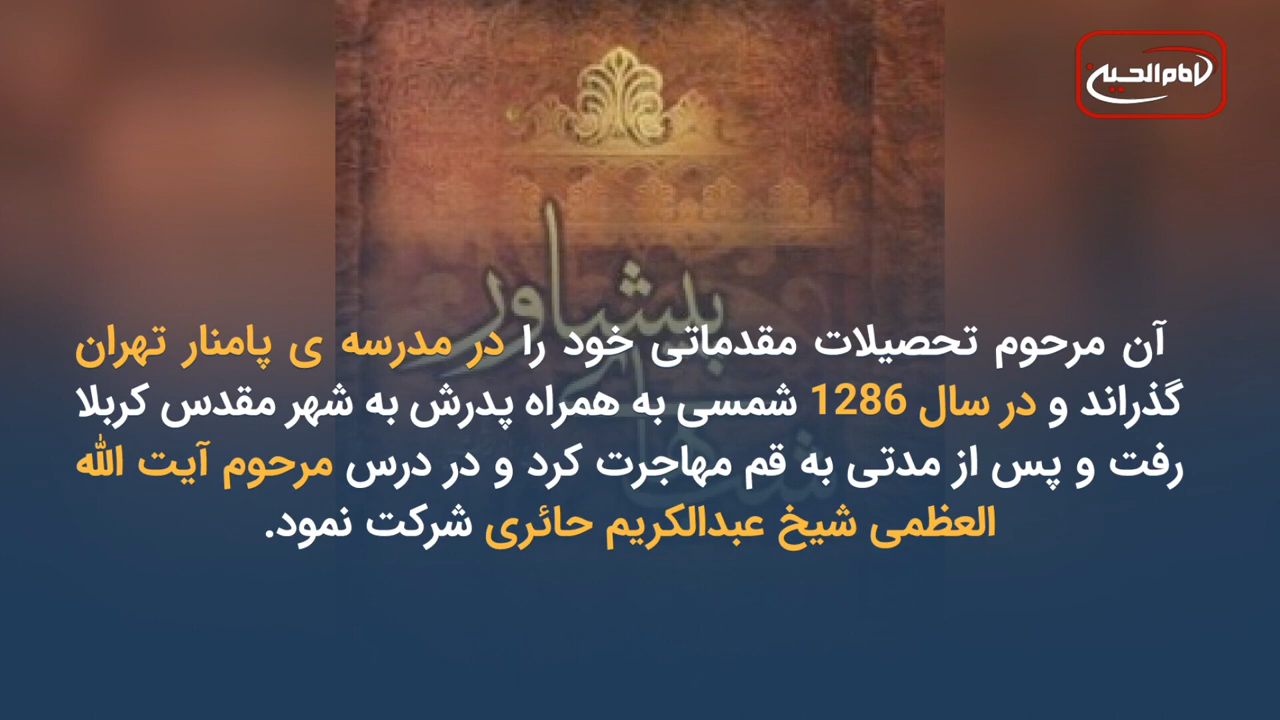 امام الحسین
شبهای
پیشاور
آن مرحوم تحصیلات مقدماتی خود را در مدرسه ی پامنار تهران
گذراند و در سال 1286 شمسی به همراه پدرش به شهر مقدس کربلا
رفت و پس از مدتی به قم مهاجرت کرد و در درس مرحوم آیت الله
العظمی شیخ عبدالکریم حائری شرکت نمود.